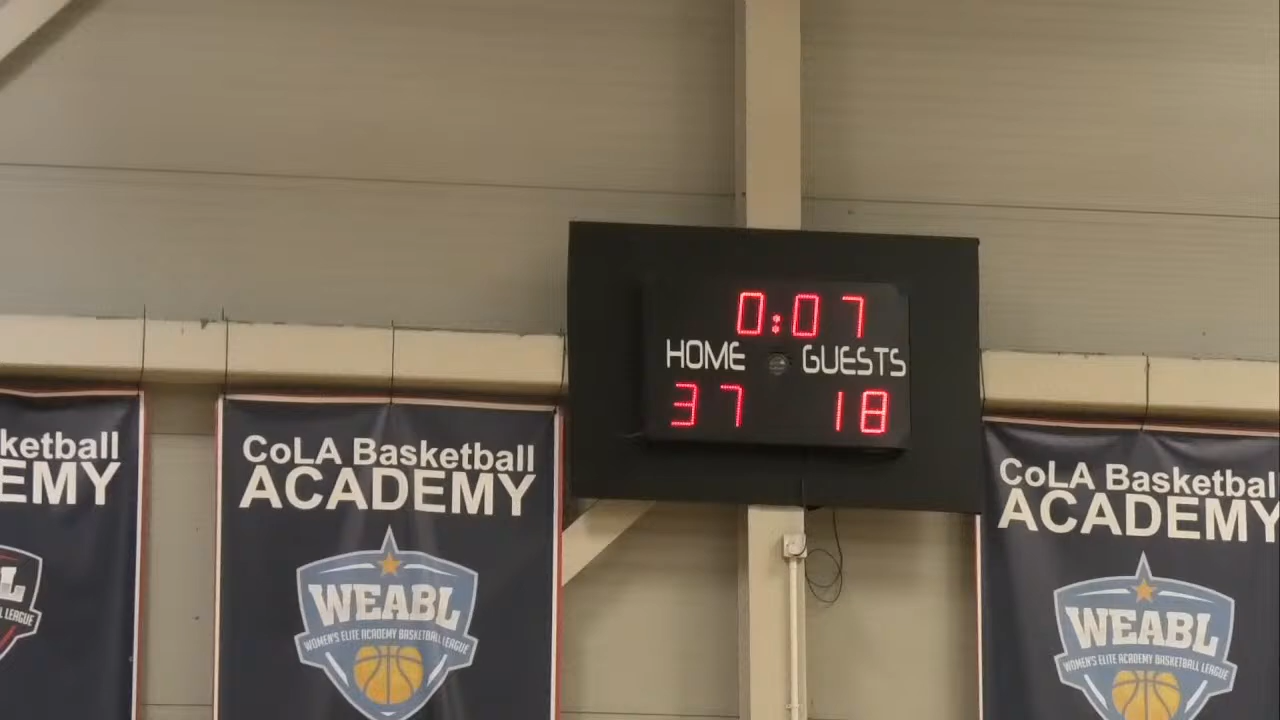 0:07
HOME GUESTS
37 18
ketball
EMY
L
LEAGUE
CoLA Basketball
ACADEMY
WEABL
WOMEN'S ELITE ACADEMY BASKETBALL LEAGUE
CoLA Basketbal
ACADEMY
WEABL
WOMEN'S ELITE ACADEMY BASKETBALL LEAGUE